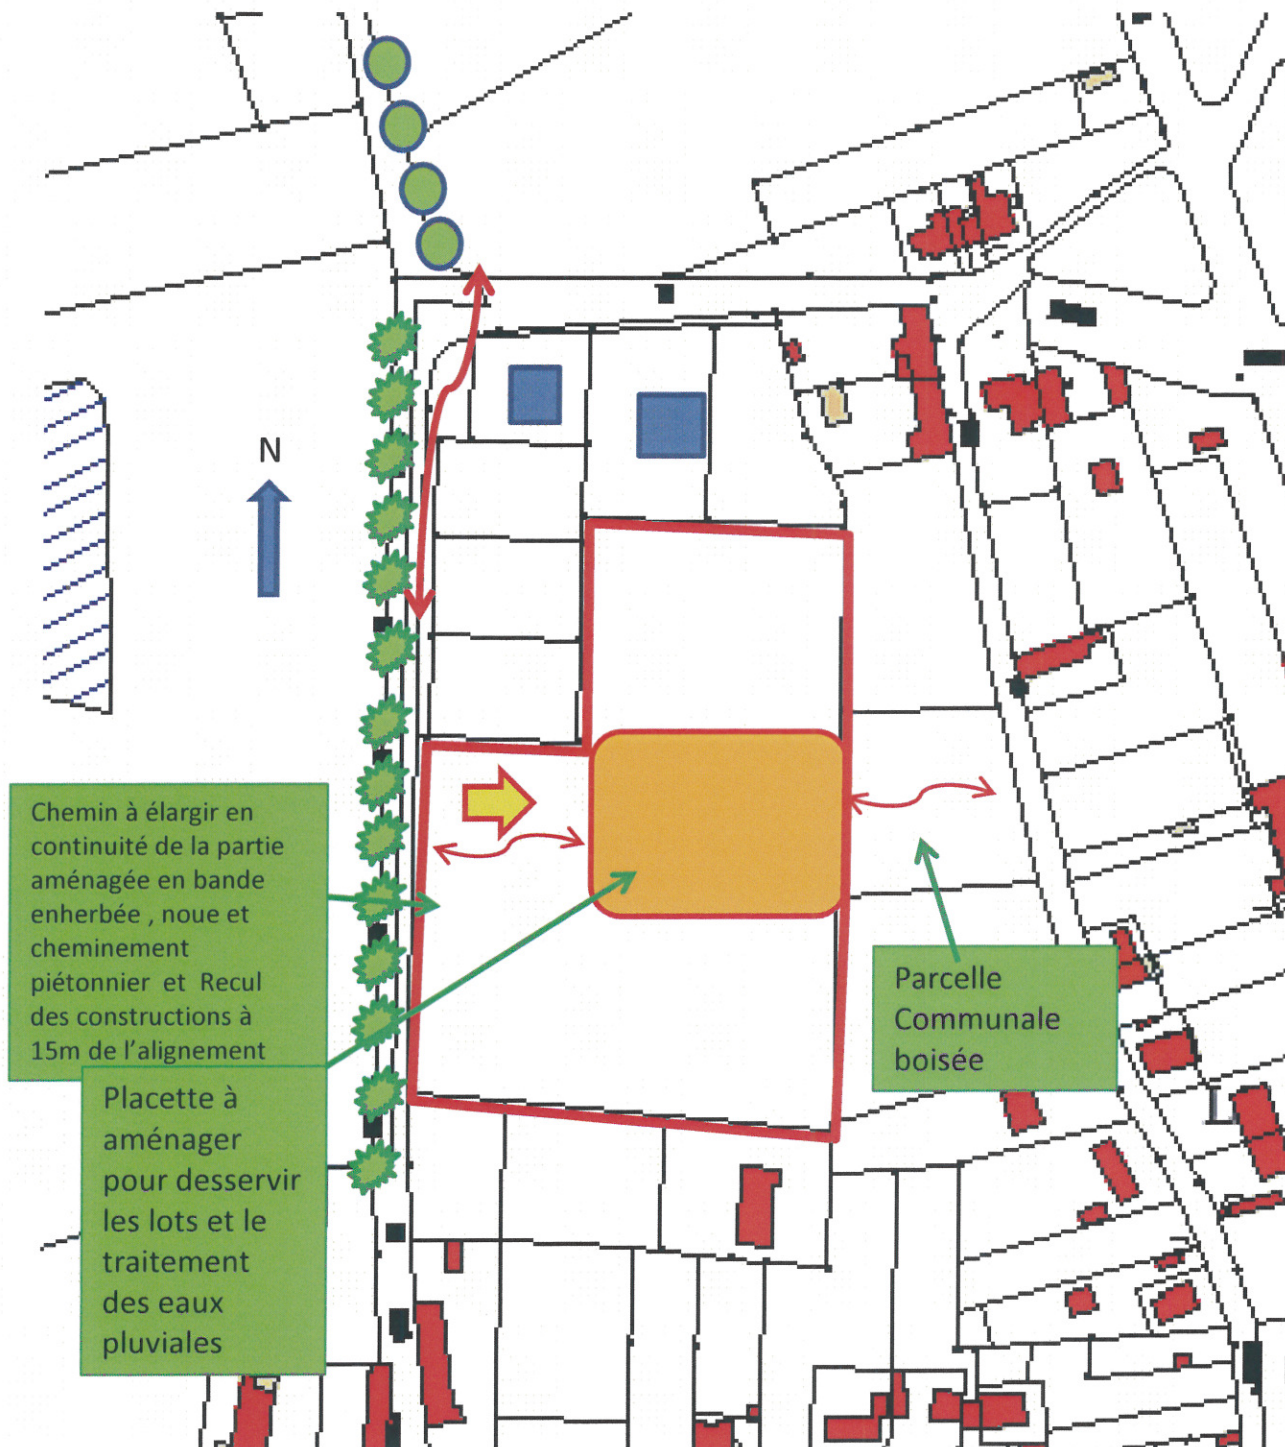 N
Chemin à élargir en
continuité de la partie
aménagée en bande
enherbée , noue et
cheminement
piétonnier et Recul
des constructions à
15m de l'alignement
Placette à
aménager
pour desservir
les lots et le
traitement
des eaux
pluviales
Parcelle
Communale
boisée
L